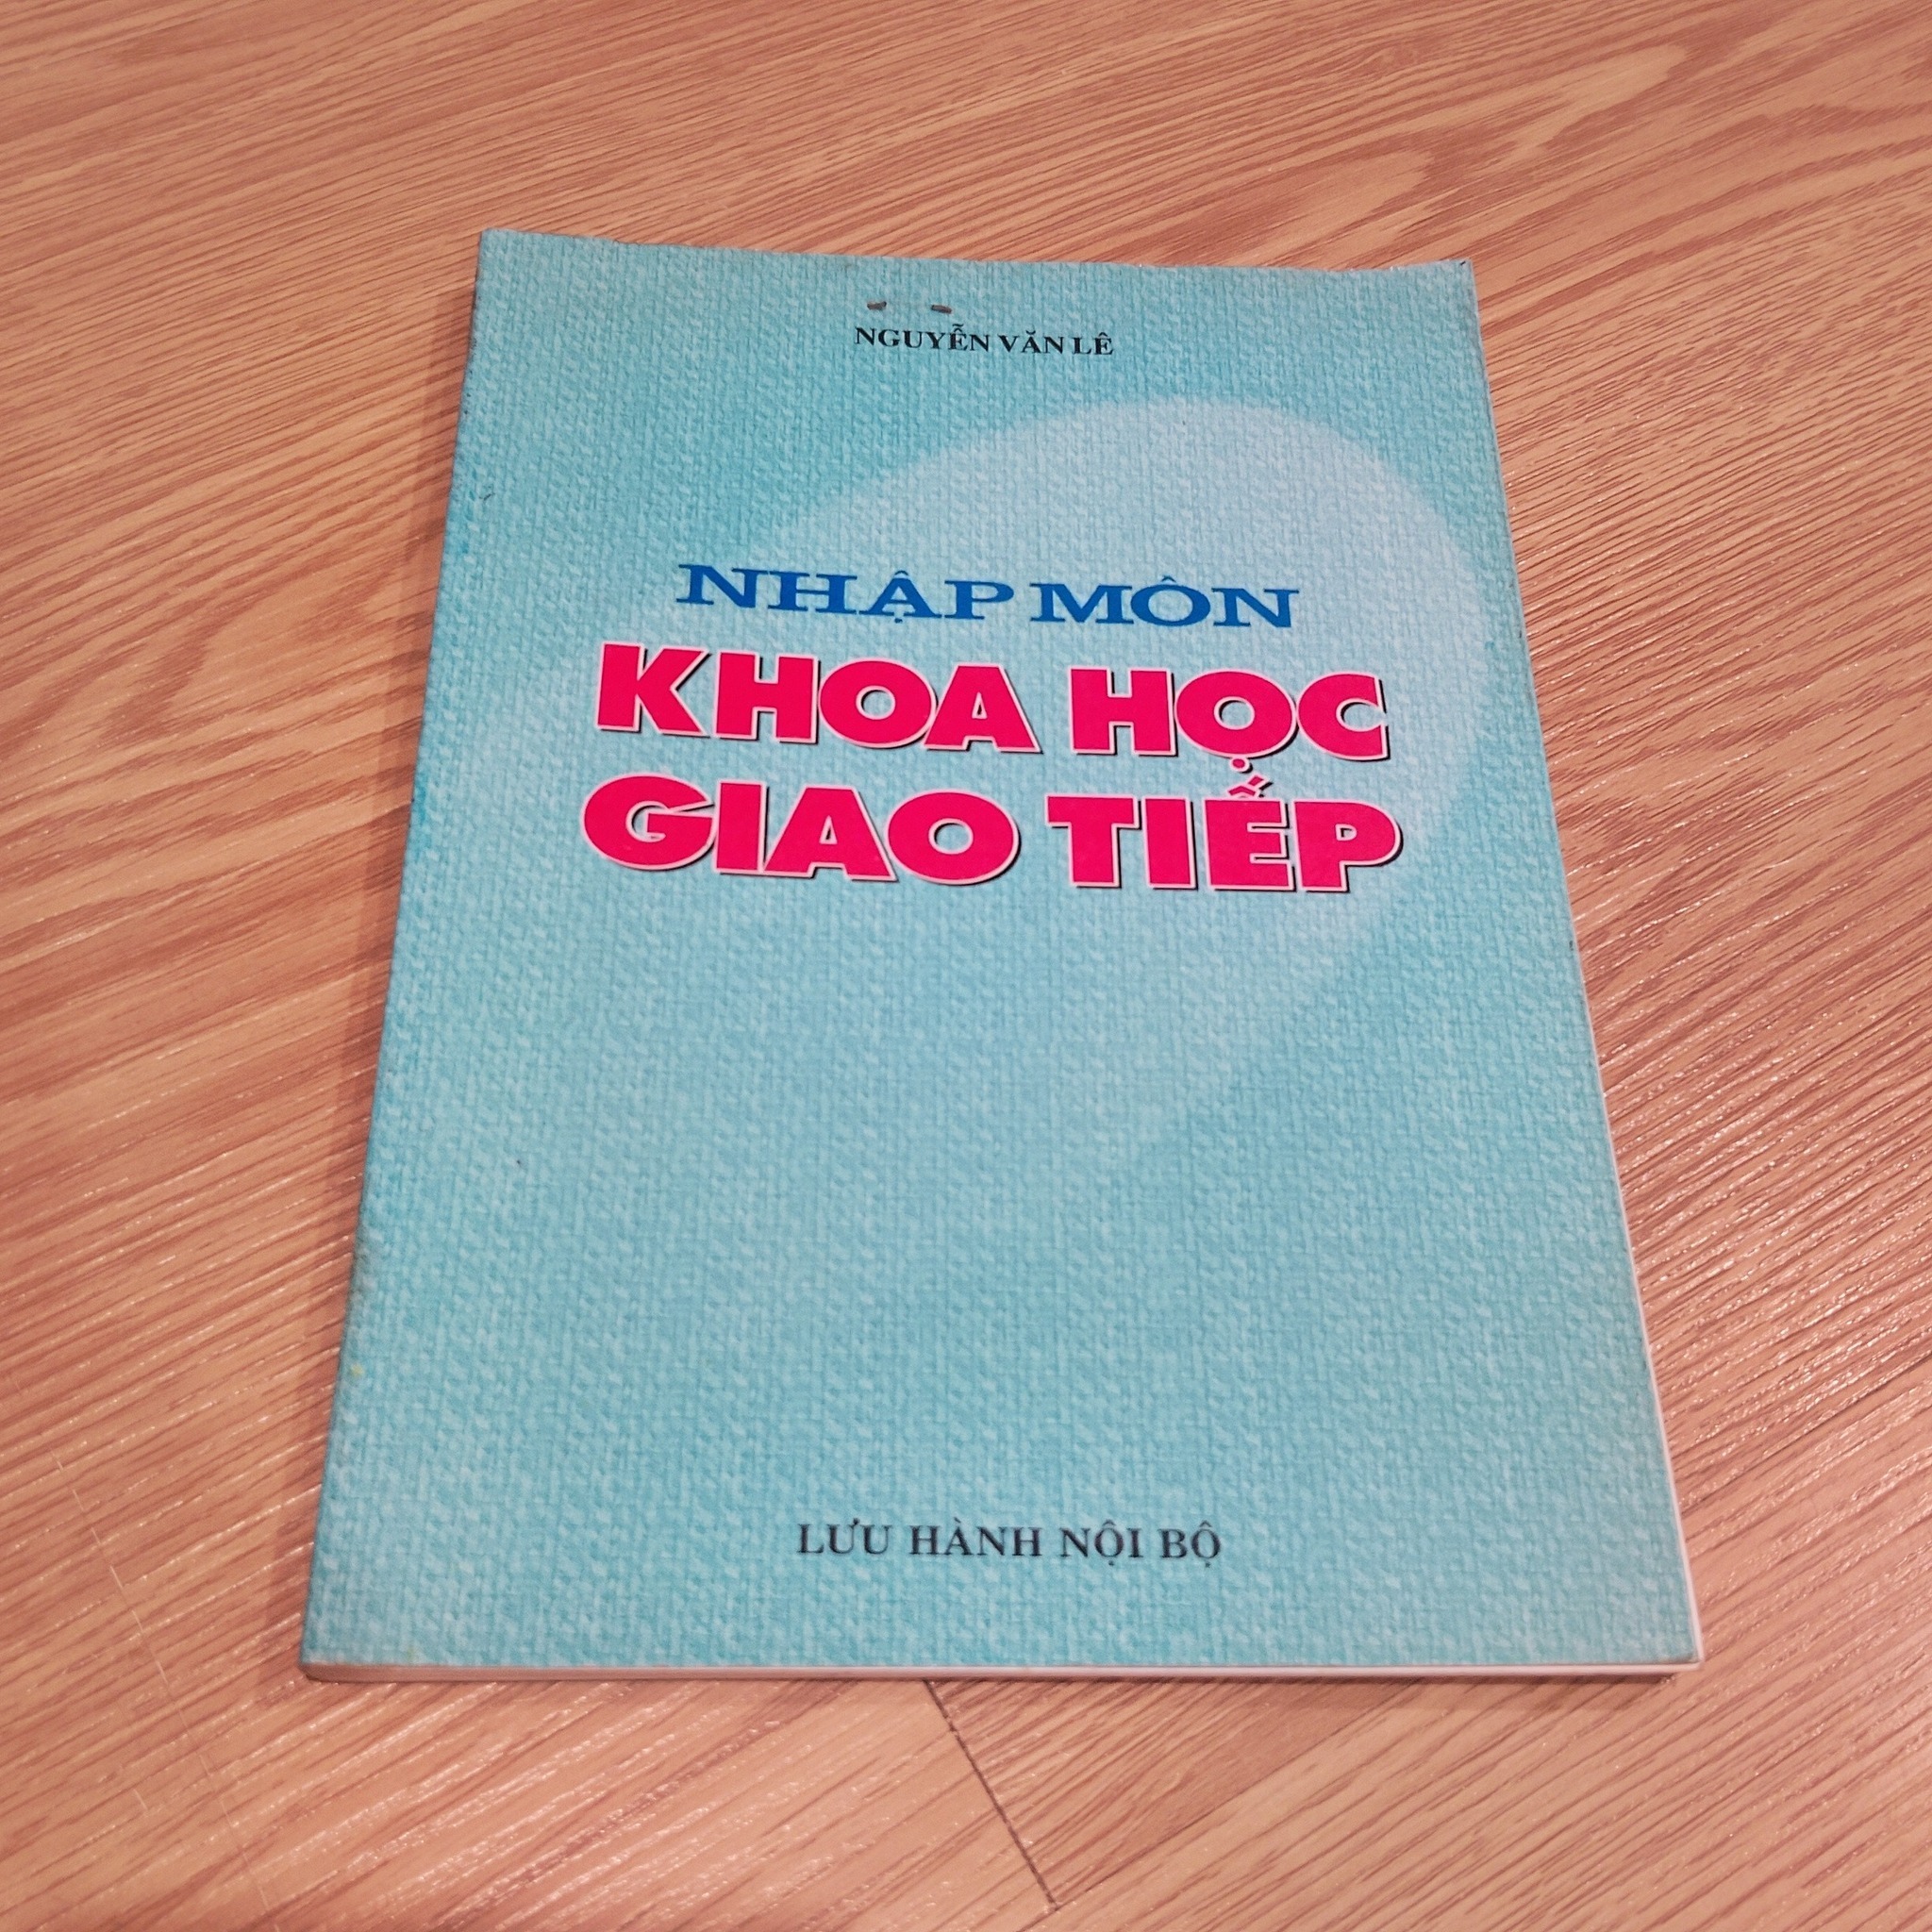 NGUYỄN VĂN LÊ
NHẬP MÔN
KHOA HỌC
GIAO TIẾP
LƯU HÀNH NỘI BỘ